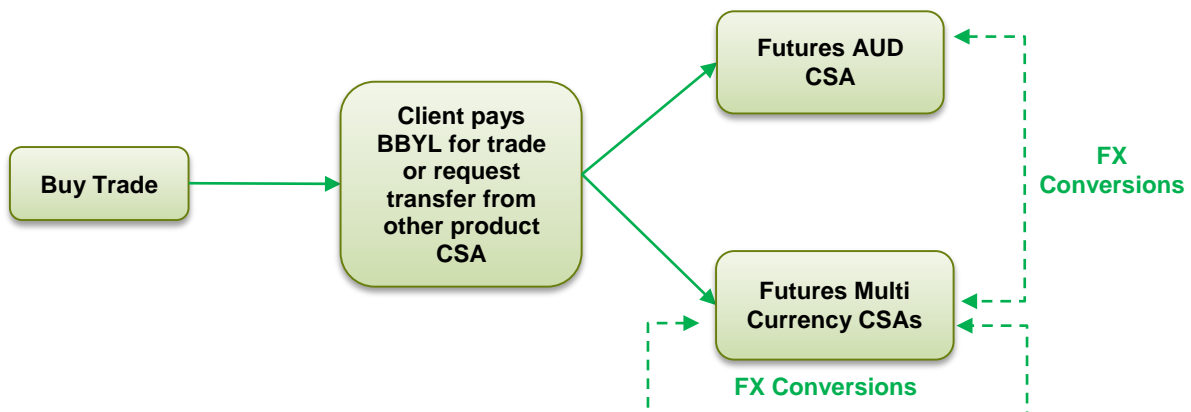 Buy Trade
Client pays
BBYL for trade
or request
transfer from
other product
CSA
Futures AUD
CSA
FX
Conversions
Futures Multi
Currency CSAs
FX Conversions